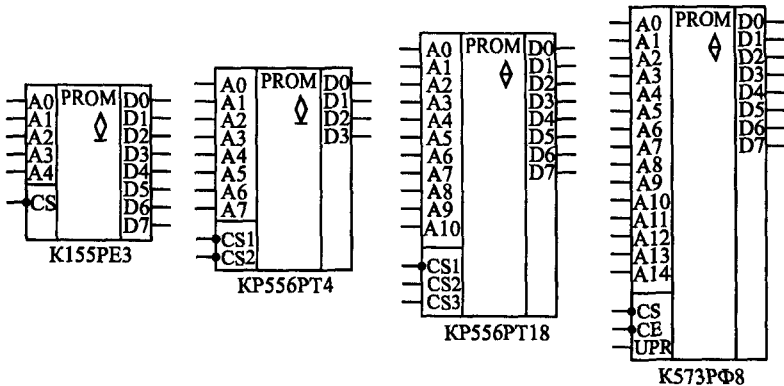 PROM
A0
A1
A2
A3
A4
CS
D0
D1
D2
D3
D4
D5
D6
D7
К155РЕ3
PROM
A0
A1
A2
A3
A4
A5
A6
A7
CS1
CS2
D0
D1
D2
D3
КР556РТ4
PROM
A0
A1
A2
A3
A4
A5
A6
A7
A8
A9
A10
CS1
CS2
CS3
D0
D1
D2
D3
D4
D5
D6
D7
КР556РТ18
PROM
A0
A1
A2
A3
A4
A5
A6
A7
A8
A9
A10
A11
A12
A13
A14
CS
CE
UPR
D0
D1
D2
D3
D4
D5
D6
D7
К573РФ8